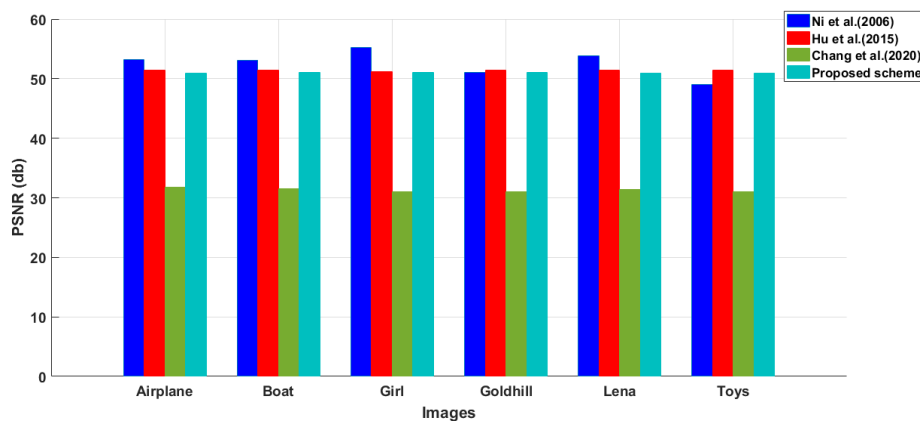 60
50
40
30
20
10
0
PSNR (db)
Ni et al.(2006)
Hu et al.(2015)
Chang et al.(2020)
Proposed scheme
Airplane Boat Girl Goldhill Lena Toys
Images